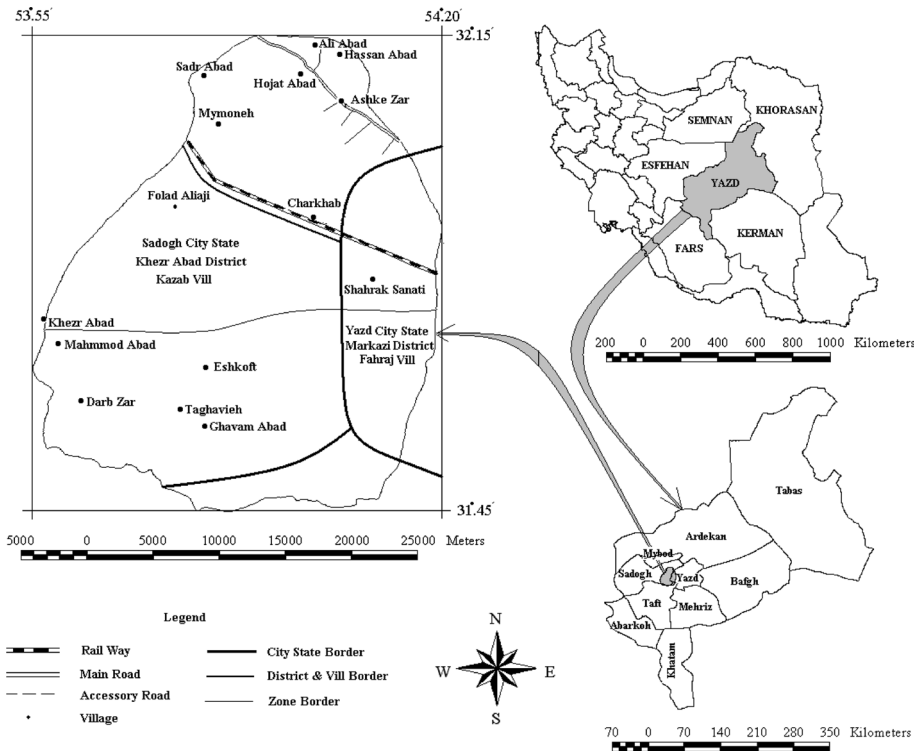 53.55
54.20
32.15
Ali Abad
Hassan Abad
Sadr Abad
Hojat Abad
Ashke Zar
Mymoneh
Folad Aliaji
Charkhab
Sadogh City State
Khezr Abad District
Kazab Vill
Shahrak Sanati
Khezr Abad
Yazd City State
Markazi District
Fahraj Vill
Mahmmod Abad
Eshkoft
Darb Zar
Taghavieh
Ghavam Abad
31.45
5000 0 5000 10000 15000 20000 25000 Meters
KHORASAN
SEMNAN
ESFEHAN
YAZD
KERMAN
FARS
200 0 200 400 600 800 1000 Kilometers
Tabas
Ardekan
Mybod
Sadogh
Yazd
Bafgh
Taft
Mehriz
Abarkoh
Khatam
70 0 70 140 210 280 350 Kilometers
Legend
Rail Way
Main Road
Accessory Road
Village
City State Border
District & Vill Border
Zone Border
N
W
E
S